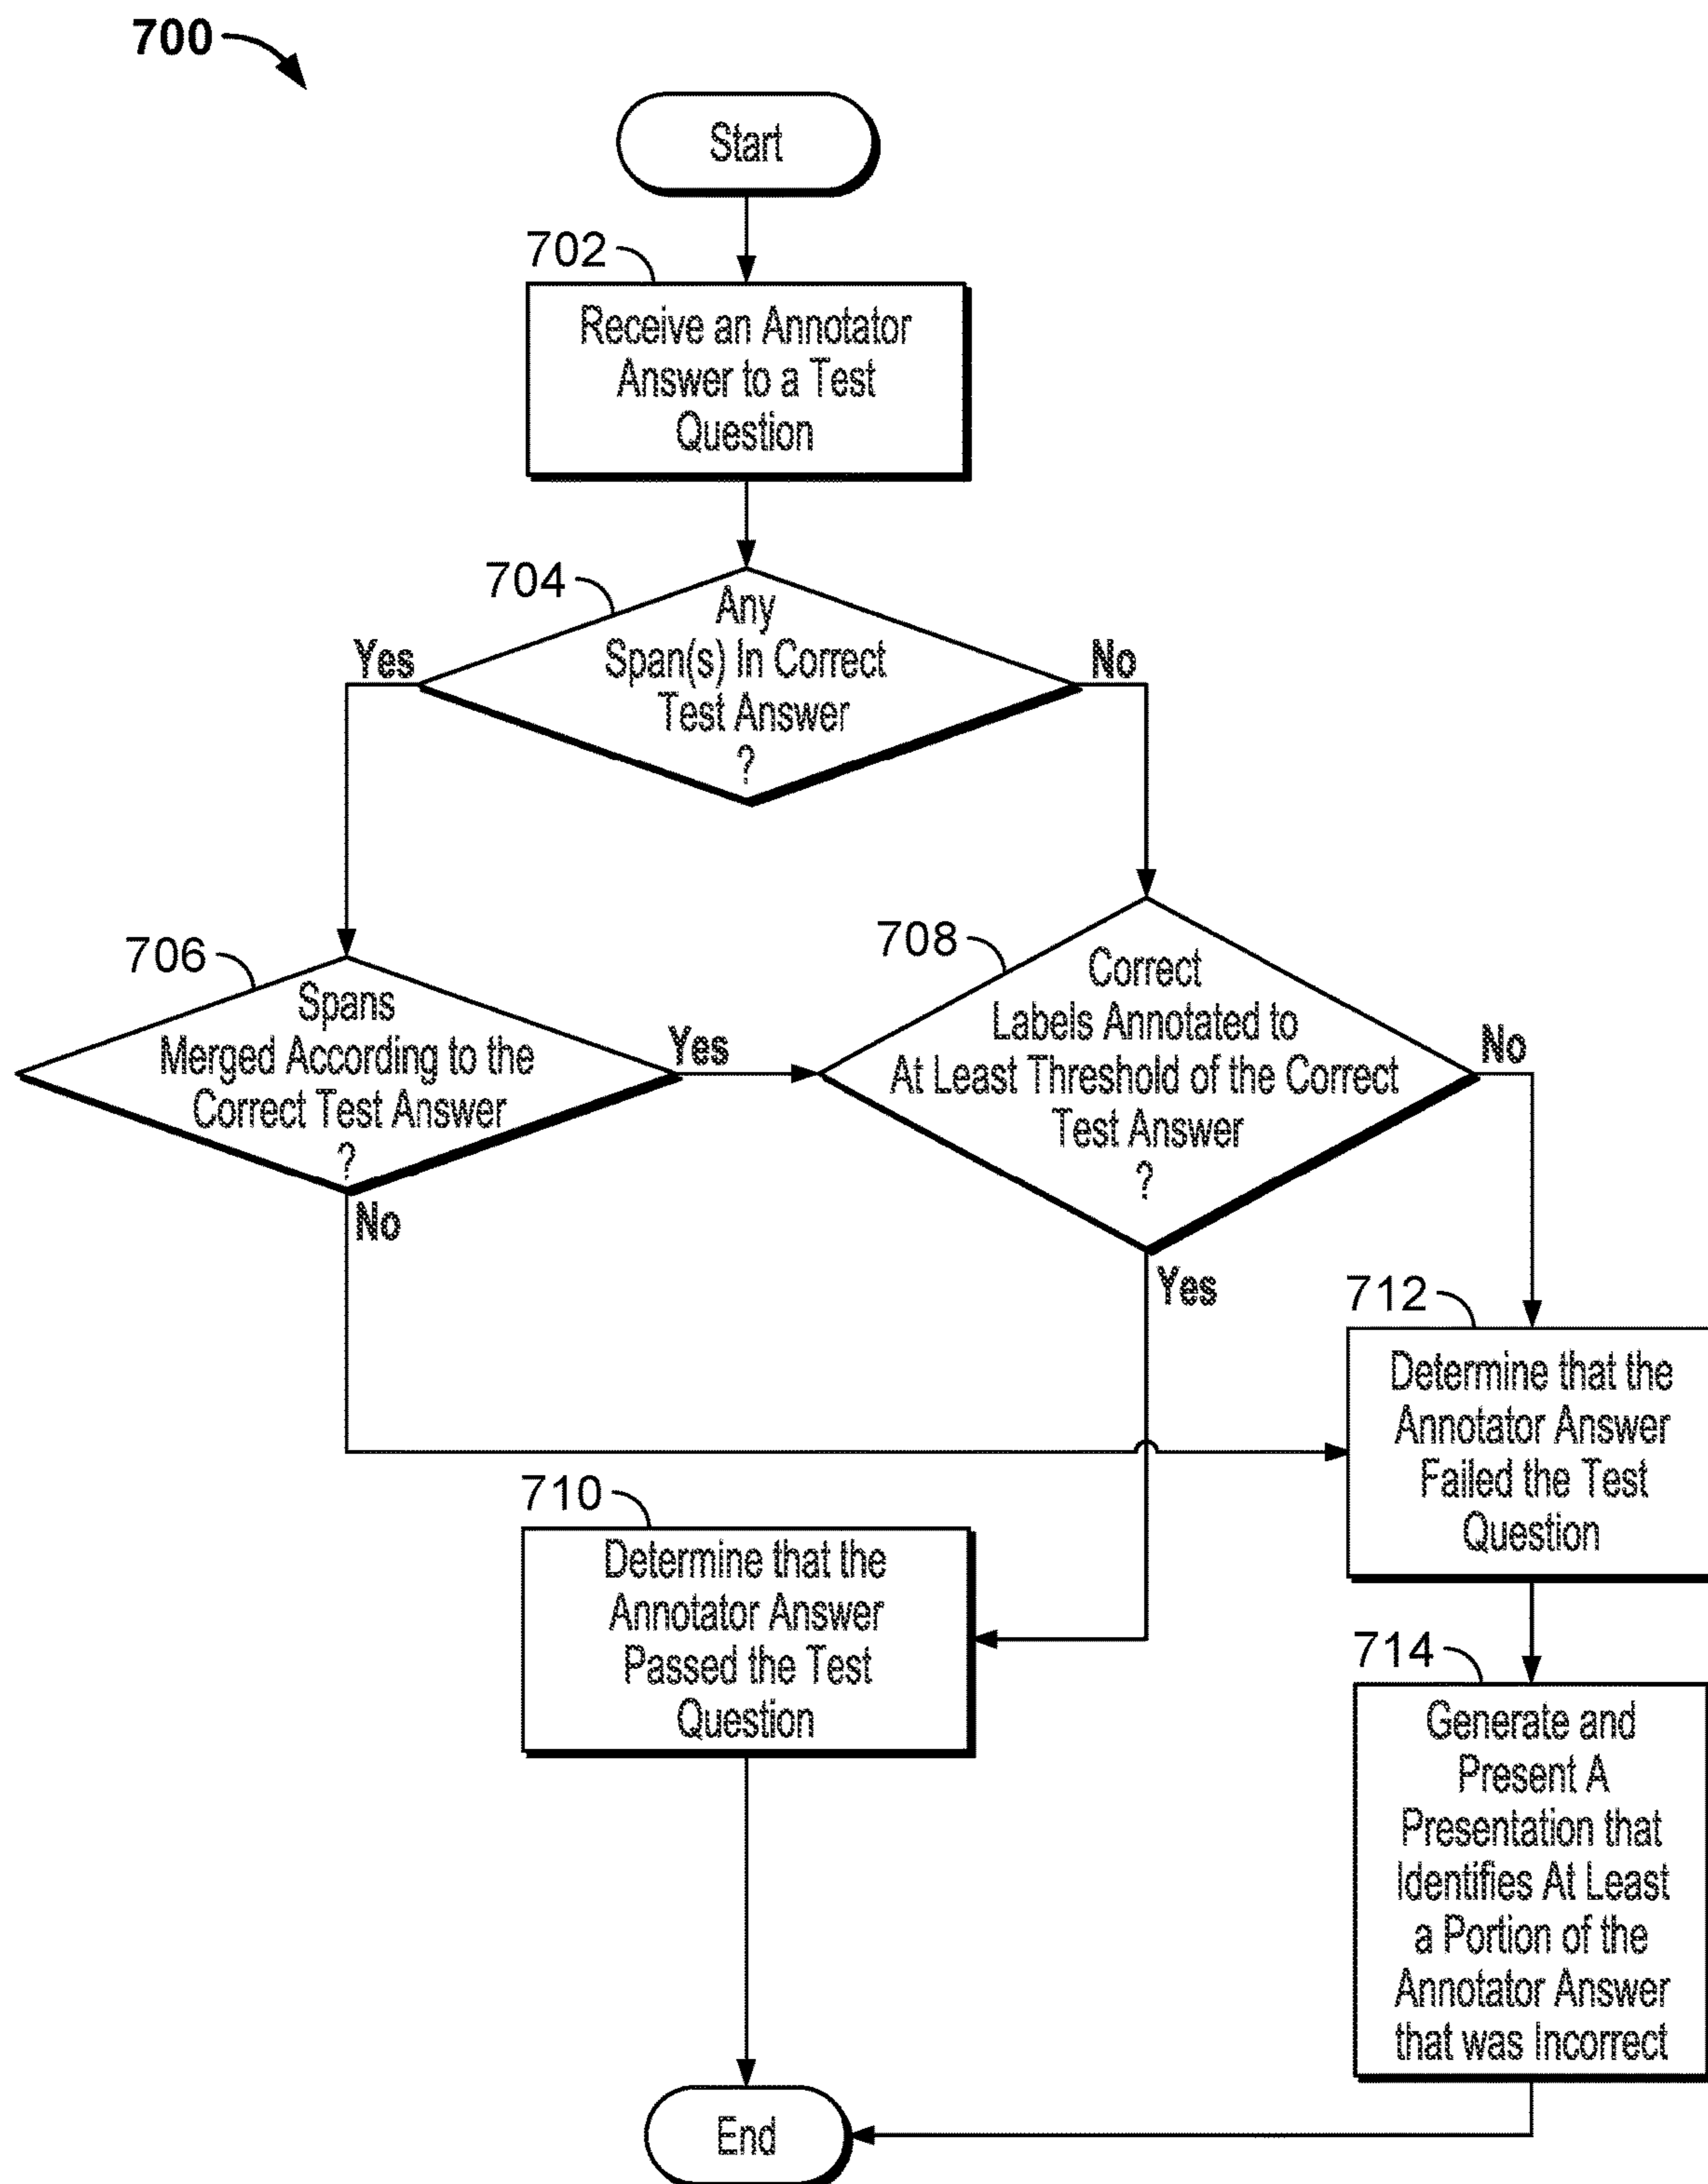 700
Start
702
Receive an Annotator
Answer to a Test
Question
704
Any
Span(s) In Correct
Test Answer
?
Yes
No
706
Spans
Merged According to the
Correct Test Answer
?
Yes
No
708
Correct
Labels Annotated to
At Least Threshold of the Correct
Test Answer
?
No
Yes
712
Determine that the
Annotator Answer
Failed the Test
Question
710
Determine that the
Annotator Answer
Passed the Test
Question
714
Generate and
Present A
Presentation that
Identifies At Least
a Portion of the
Annotator Answer
that was Incorrect
End